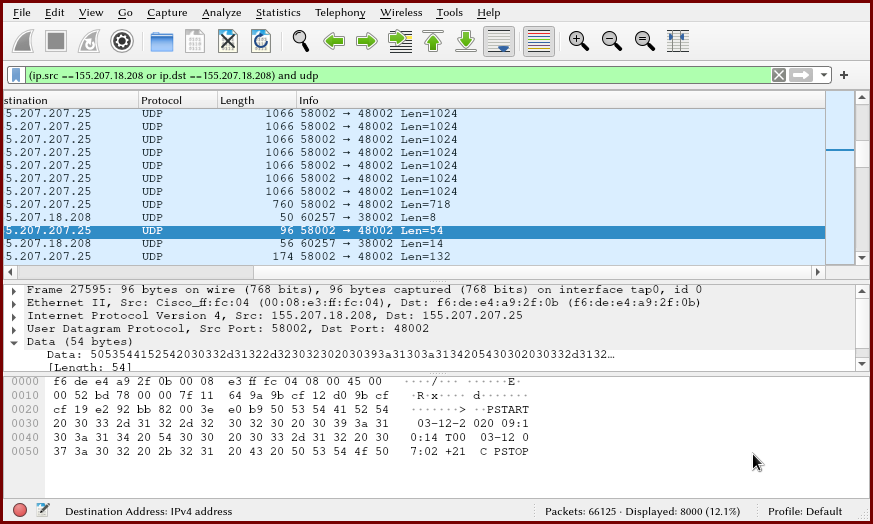 File Edit View Go Capture Analyze Statistics Telephony Wireless Tools Help
(ip.src ==155.207.18.208 or ip.dst ==155.207.18.208) and udp
stination Protocol Length Info
5.207.207.25 UDP 1066 58002 → 48002 Len=1024
5.207.207.25 UDP 1066 58002 → 48002 Len=1024
5.207.207.25 UDP 1066 58002 → 48002 Len=1024
5.207.207.25 UDP 1066 58002 → 48002 Len=1024
5.207.207.25 UDP 1066 58002 → 48002 Len=1024
5.207.207.25 UDP 1066 58002 → 48002 Len=1024
5.207.207.25 UDP 1066 58002 → 48002 Len=1024
5.207.207.25 UDP 760 58002 → 48002 Len=718
5.207.18.208 UDP 50 60257 → 38002 Len=8
5.207.207.25 UDP 96 58002 → 48002 Len=54
5.207.18.208 UDP 56 60257 → 38002 Len=14
5.207.207.25 UDP 174 58002 → 48002 Len=132
Frame 27595: 96 bytes on wire (768 bits), 96 bytes captured (768 bits) on interface tap0, id 0
Ethernet II, Src: Cisco_ff:fc:04 (00:08:e3:ff:fc:04), Dst: f6:de:e4:a9:2f:0b (f6:de:e4:a9:2f:0b)
Internet Protocol Version 4, Src: 155.207.18.208, Dst: 155.207.207.25
User Datagram Protocol, Src Port: 58002, Dst Port: 48002
Data (54 bytes)
Data: 5053544152542030332d31322d323032302030393a31303a3134205430302030332d3132…
[Length: 54]
0000 f6 de e4 a9 2f 0b 00 08 e3 ff fc 04 08 00 45 00 ····/··· ······E·
0010 00 52 bd 78 00 00 7f 11 64 9a 9b cf 12 d0 9b cf ·R·x···· d·······
0020 cf 19 e2 92 bb 82 00 3e e0 b9 50 53 54 41 52 54 ·······> ··PSTART
0030 20 30 33 2d 31 32 2d 32 30 32 30 20 30 39 3a 31 03-12-2 020 09:1
0040 30 3a 31 34 20 54 30 30 20 30 33 2d 31 32 20 30 0:14 T00 03-12 0
0050 37 3a 30 32 20 2b 32 31 20 43 20 50 53 54 4f 50 7:02 +21 C PSTOP
Destination Address: IPv4 address Packets: 66125 · Displayed: 8000 (12.1%) Profile: Default